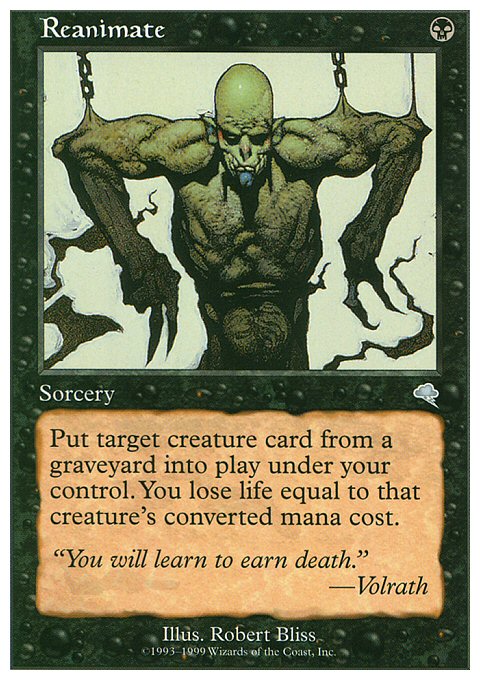 Reanimate
Sorcery
Put target creature card from a
graveyard into play under your
control. You lose life equal to that
creature's converted mana cost.
“You will learn to earn death.”
—Volrath
Illus. Robert Bliss
©1993–1999 Wizards of the Coast, Inc.